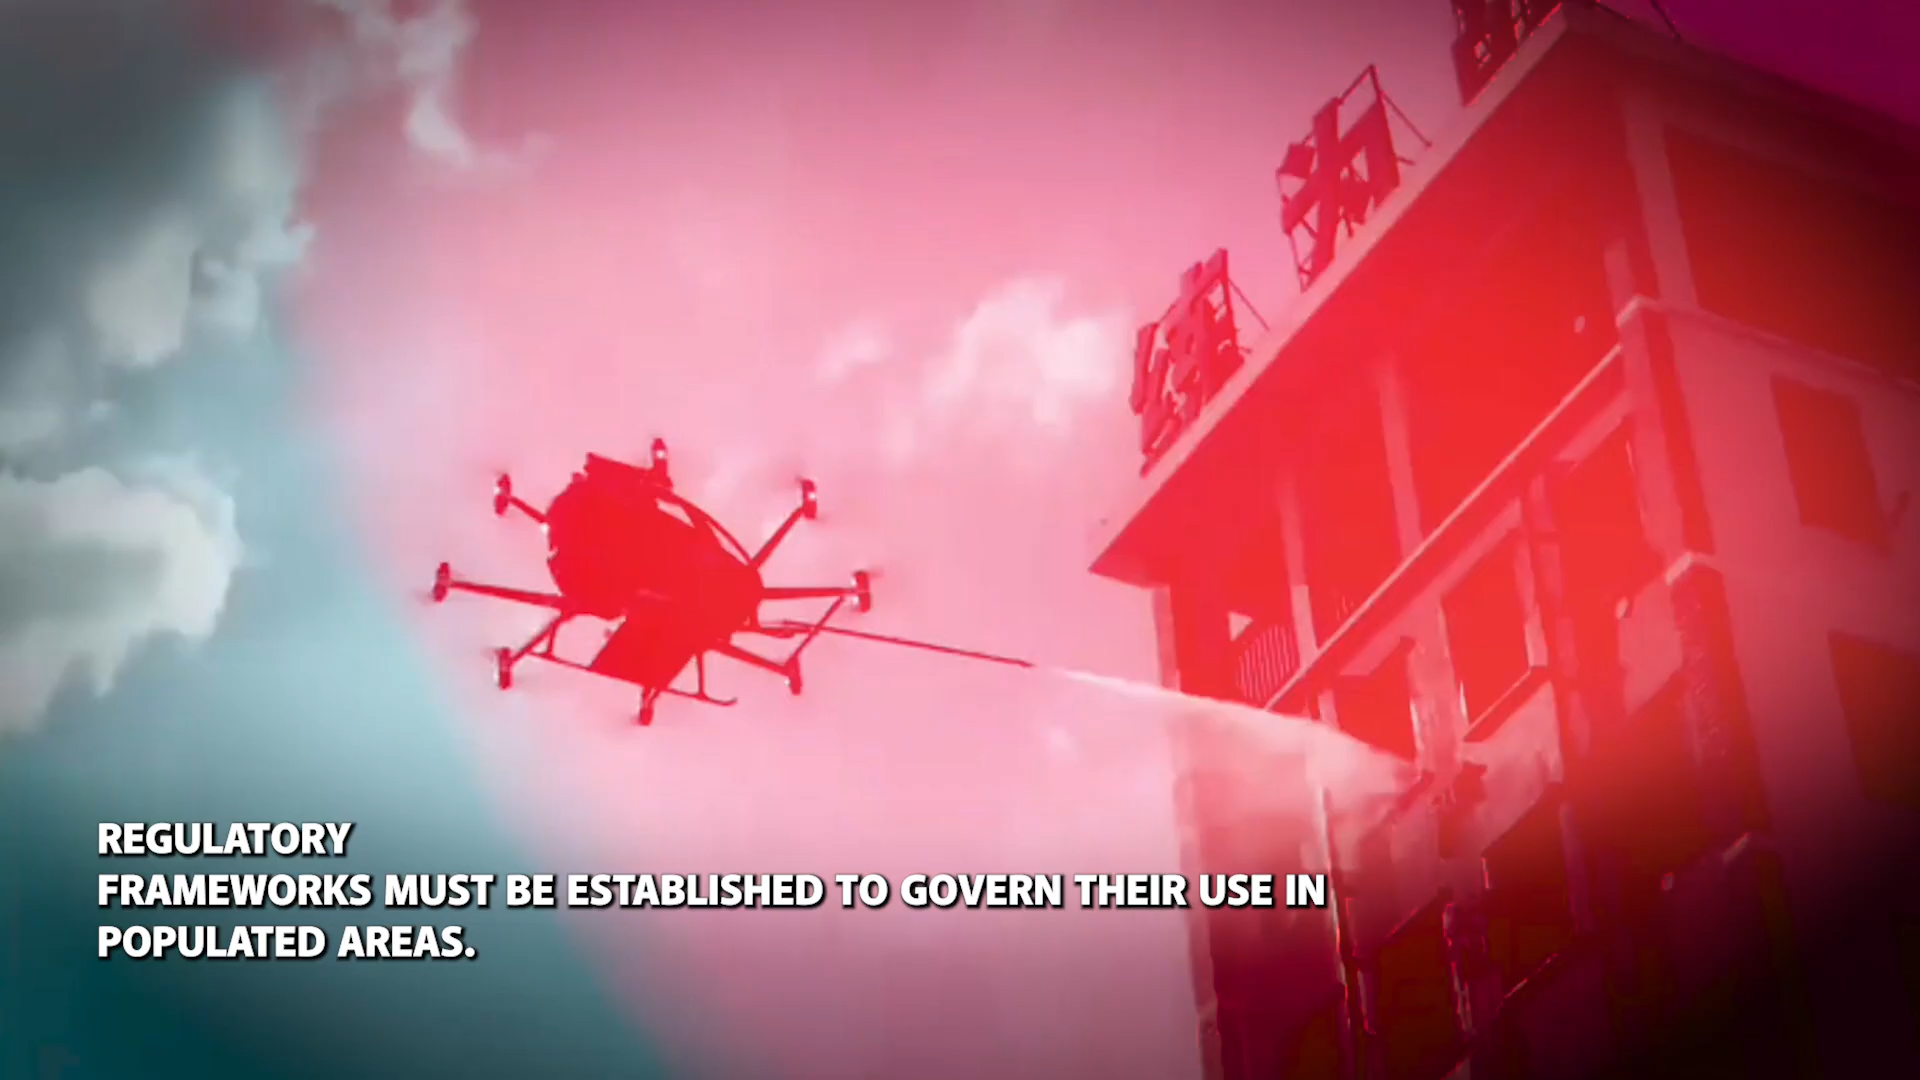 REGULATORY
FRAMEWORKS MUST BE ESTABLISHED TO GOVERN THEIR USE IN
POPULATED AREAS.